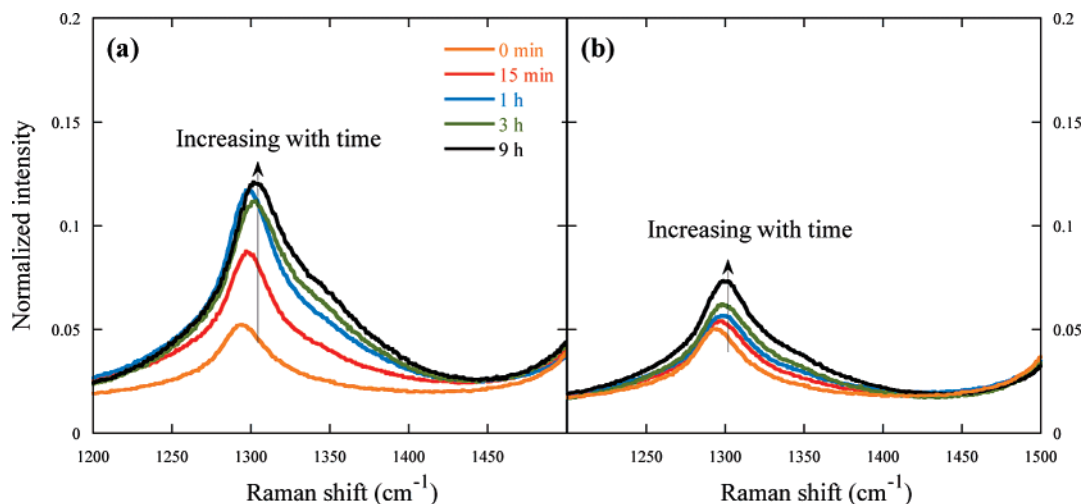 0.2
(a)
0 min
15 min
1 h
3 h
9 h
Increasing with time
0.15
0.1
0.05
0
Normalized intensity
1200
1250
1300
1350
1400
1450
Raman shift (cm⁻¹)
(b)
Increasing with time
0.2
0.15
0.1
0.05
0
1250
1300
1350
1400
1450
1500
Raman shift (cm⁻¹)